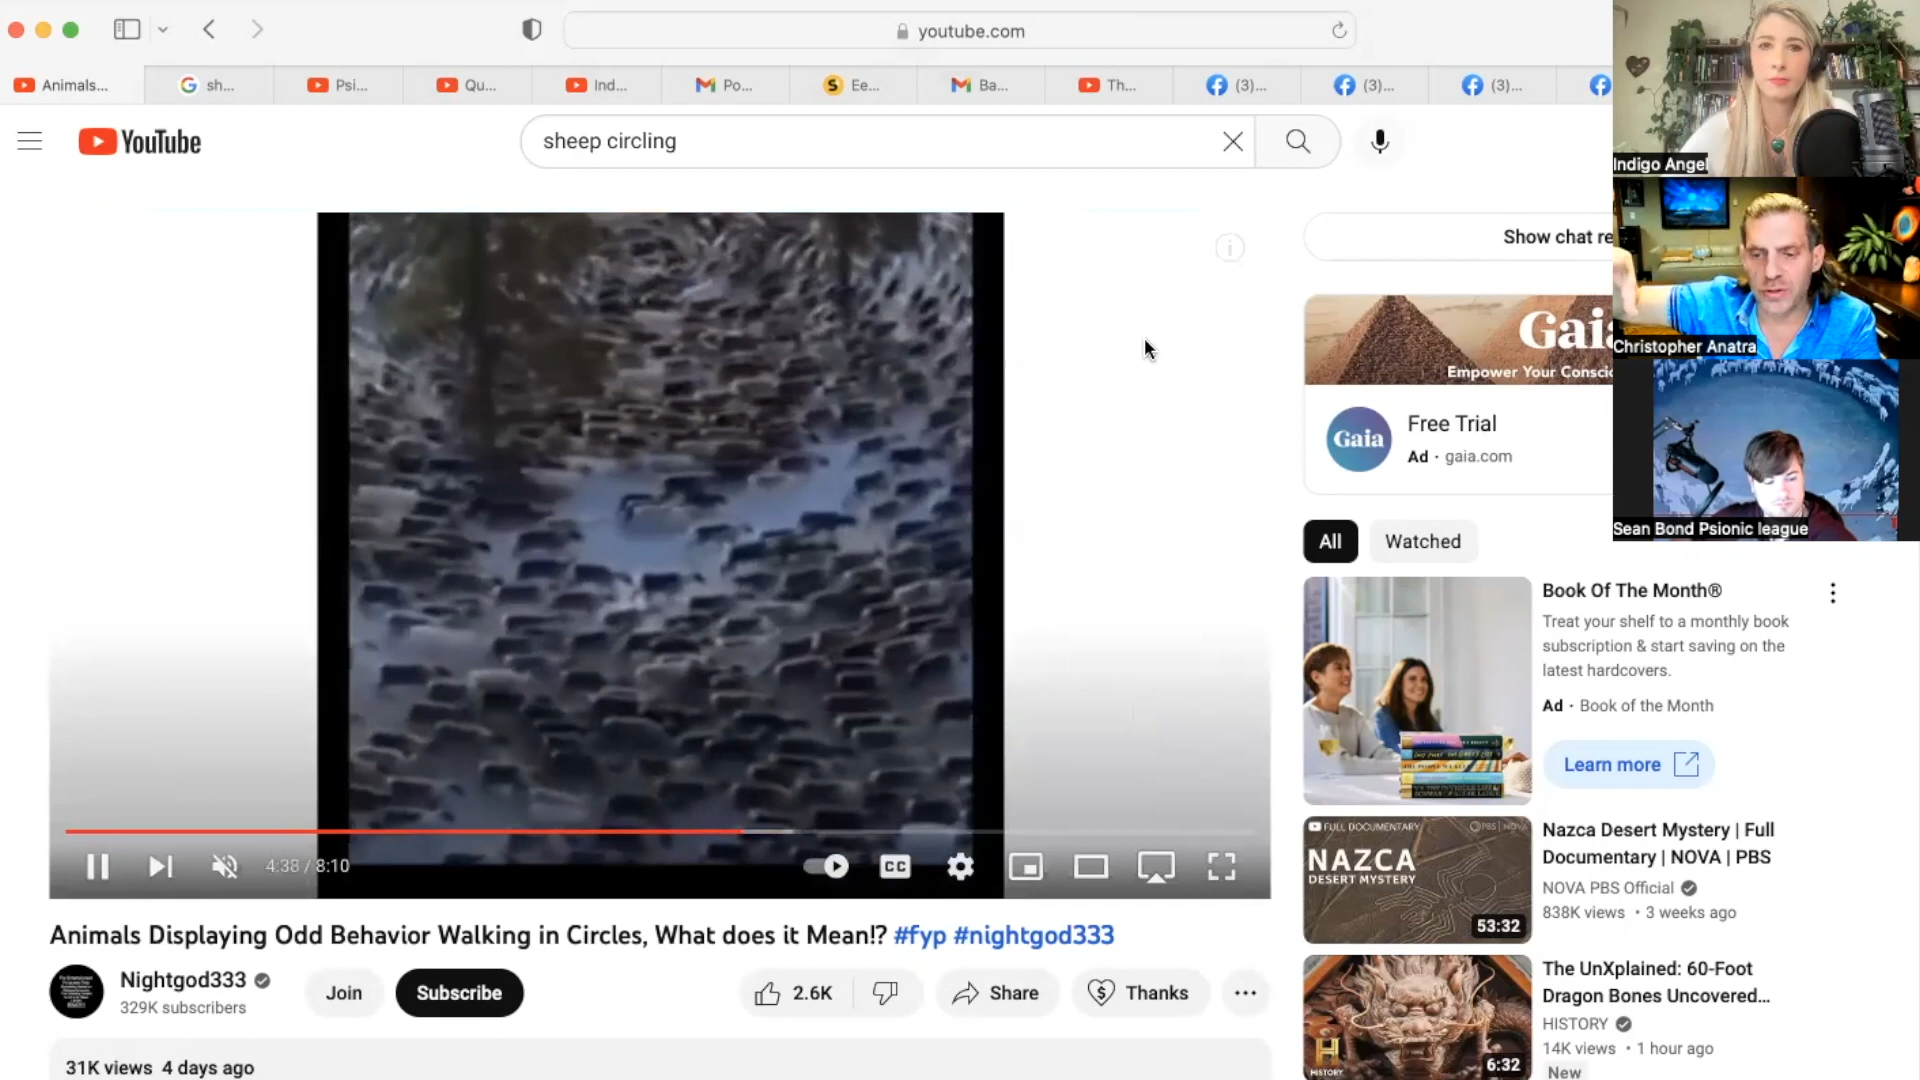 youtube.com
Animals...
sh...
Psi...
Qu...
Ind...
Po...
S
Ee...
Ba...
Th...
(3)...
(3)...
(3)...
YouTube
sheep circling
Indigo Angel
Christopher Anatra
Sean Bond Psionic league
Show chat re
Gai
Empower Your Consci
Gaia
Free Trial
Ad · gaia.com
All
Watched
4:38 / 8:10
CC
Animals Displaying Odd Behavior Walking in Circles, What does it Mean!? #fyp #nightgod333
Nightgod333
329K subscribers
Join
Subscribe
2.6K
Share
Thanks
31K views 4 days ago
Book Of The Month®
Treat your shelf to a monthly book
subscription & start saving on the
latest hardcovers.
Ad · Book of the Month
Learn more
FULL DOCUMENTARY
PBS NOVA
NAZCA
DESERT MYSTERY
53:32
Nazca Desert Mystery | Full
Documentary | NOVA | PBS
NOVA PBS Official
838K views • 3 weeks ago
H
HISTORY
6:32
The UnXplained: 60-Foot
Dragon Bones Uncovered...
HISTORY
14K views • 1 hour ago
New